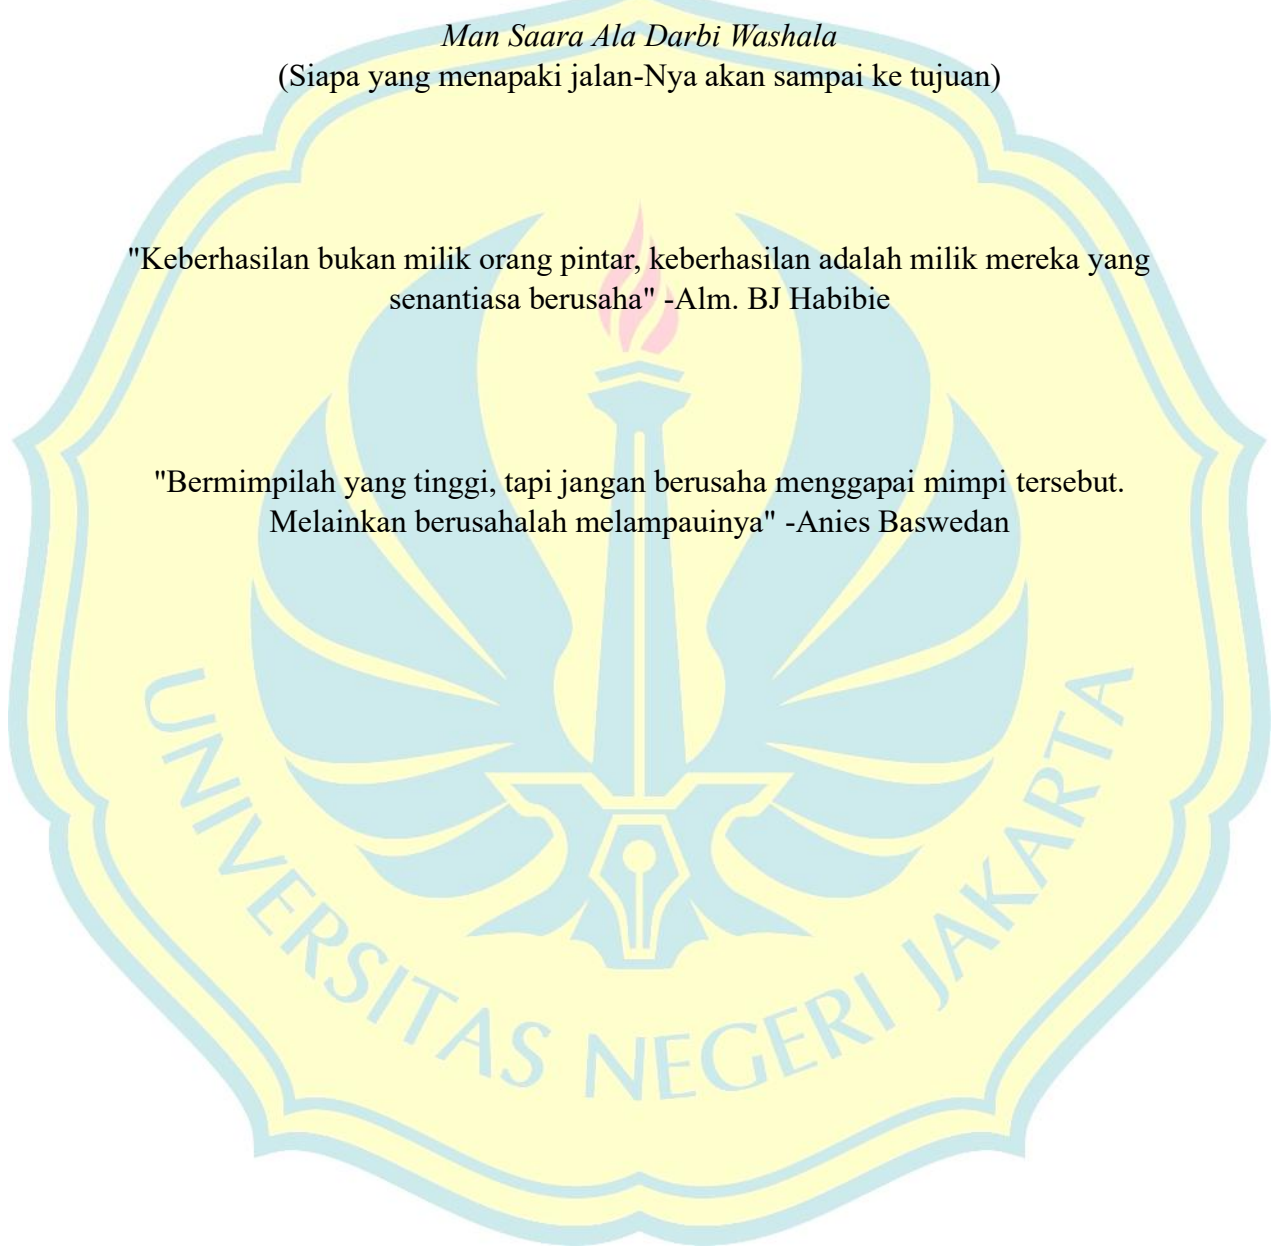 Man Saara Ala Darbi Washala
(Siapa yang menapaki jalan-Nya akan sampai ke tujuan)
"Keberhasilan bukan milik orang pintar, keberhasilan adalah milik mereka yang
senantiasa berusaha" -Alm. BJ Habibie
"Bermimpilah yang tinggi, tapi jangan berusaha menggapai mimpi tersebut.
Melainkan berusahalah melampauinya" -Anies Baswedan
UNIVERSITAS NEGERI JAKARTA